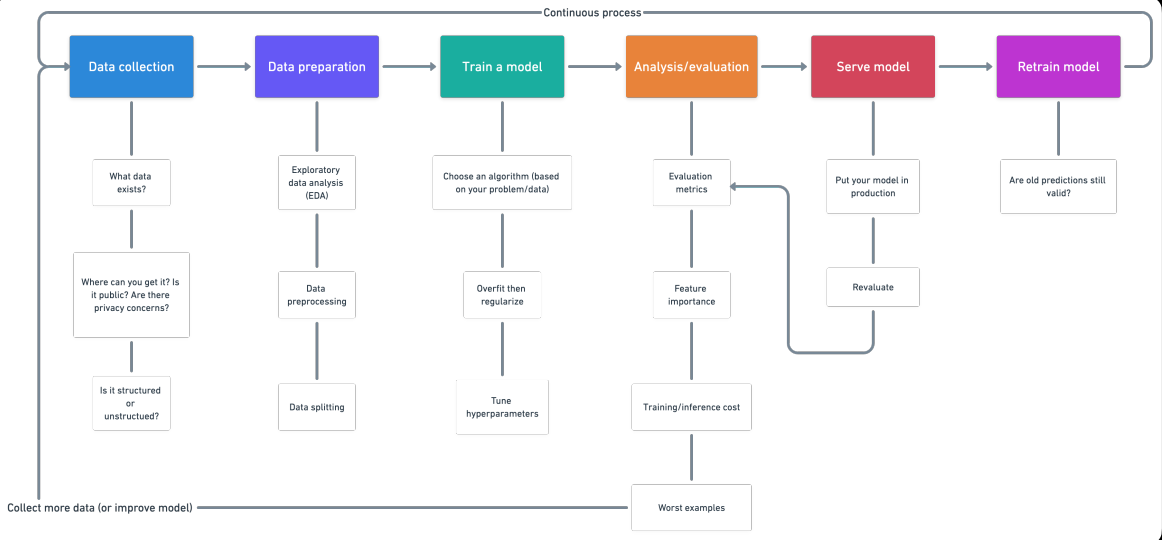 Continuous process
Data collection
Data preparation
Train a model
Analysis/evaluation
Serve model
Retrain model
What data
exists?
Where can you get it? Is
it public? Are there
privacy concerns?
Is it structured
or
unstructued?
Exploratory
data analysis
(EDA)
Data
preprocessing
Data splitting
Choose an algorithm (based
on your problem/data)
Overfit then
regularize
Tune
hyperparameters
Evaluation
metrics
Feature
importance
Training/inference cost
Worst examples
Put your model in
production
Revaluate
Are old predictions still
valid?
Collect more data (or improve model)